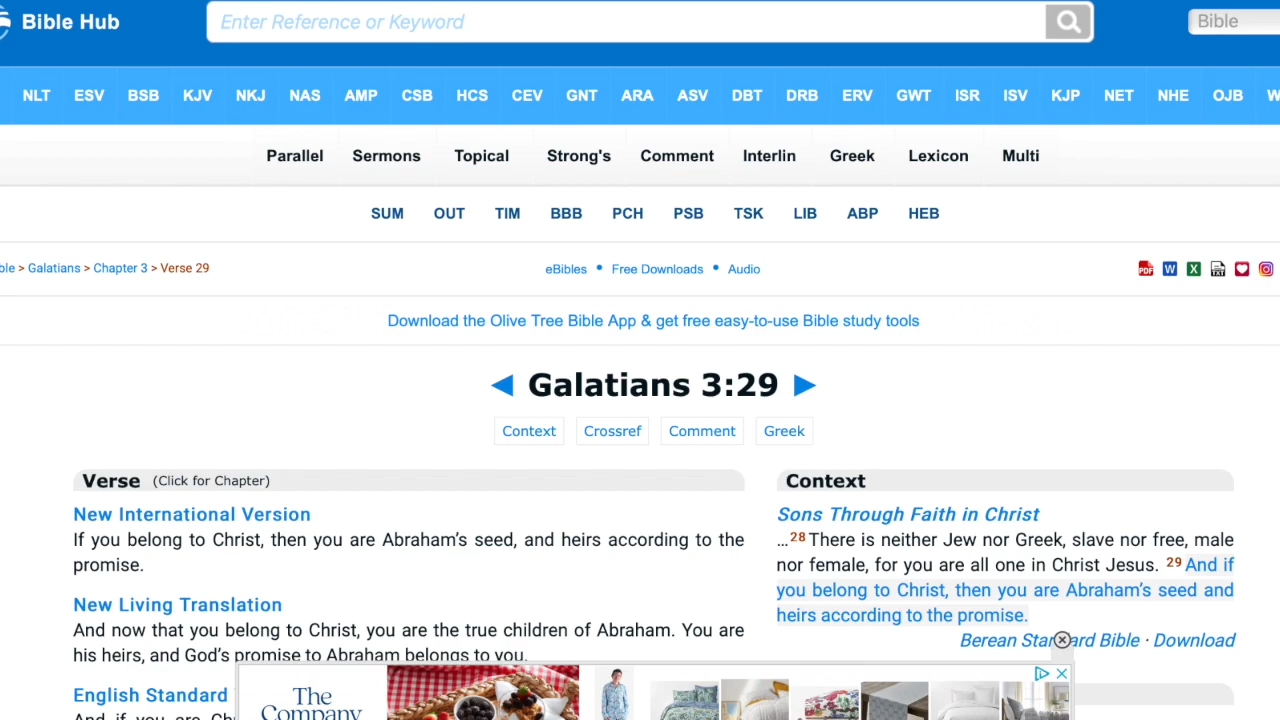 Bible Hub
Enter Reference or Keyword
Bible
NLT ESV BSB KJV NKJ NAS AMP CSB HCS CEV GNT ARA ASV DBT DRB ERV GWT ISR ISV KJP NET NHE OJB
Parallel Sermons Topical Strong's Comment Interlin Greek Lexicon Multi
SUM OUT TIM BBB PCH PSB TSK LIB ABP HEB
> Galatians > Chapter 3 > Verse 29
eBibles • Free Downloads • Audio
PDF W X TXT
Download the Olive Tree Bible App & get free easy-to-use Bible study tools
◄ Galatians 3:29 ►
Context Crossref Comment Greek
Verse (Click for Chapter)
New International Version
If you belong to Christ, then you are Abraham’s seed, and heirs according to the
promise.
New Living Translation
And now that you belong to Christ, you are the true children of Abraham. You are
his heirs, and God’s promise to Abraham belongs to you.
English Standard
And if you are
Context
Sons Through Faith in Christ
…28 There is neither Jew nor Greek, slave nor free, male
nor female, for you are all one in Christ Jesus. 29 And if
you belong to Christ, then you are Abraham’s seed and
heirs according to the promise.
Berean Standard Bible · Download
The
Company